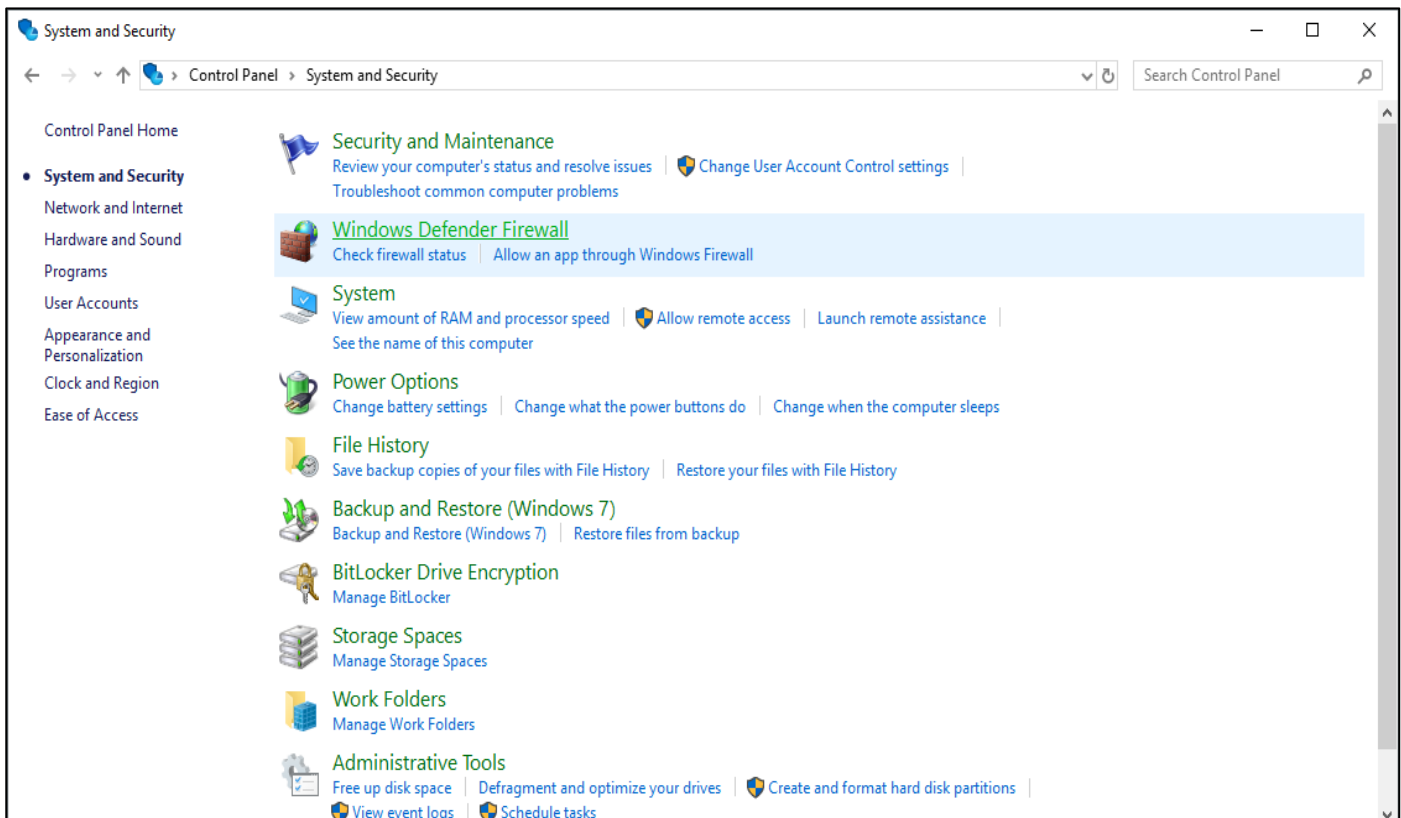 System and Security
Control Panel > System and Security
Search Control Panel
Control Panel Home
System and Security
Network and Internet
Hardware and Sound
Programs
User Accounts
Appearance and
Personalization
Clock and Region
Ease of Access
Security and Maintenance
Review your computer's status and resolve issues | Change User Account Control settings |
Troubleshoot common computer problems
Windows Defender Firewall
Check firewall status | Allow an app through Windows Firewall
System
View amount of RAM and processor speed | Allow remote access | Launch remote assistance |
See the name of this computer
Power Options
Change battery settings | Change what the power buttons do | Change when the computer sleeps
File History
Save backup copies of your files with File History | Restore your files with File History
Backup and Restore (Windows 7)
Backup and Restore (Windows 7) | Restore files from backup
BitLocker Drive Encryption
Manage BitLocker
Storage Spaces
Manage Storage Spaces
Work Folders
Manage Work Folders
Administrative Tools
Free up disk space | Defragment and optimize your drives | Create and format hard disk partitions |
View event logs | Schedule tasks